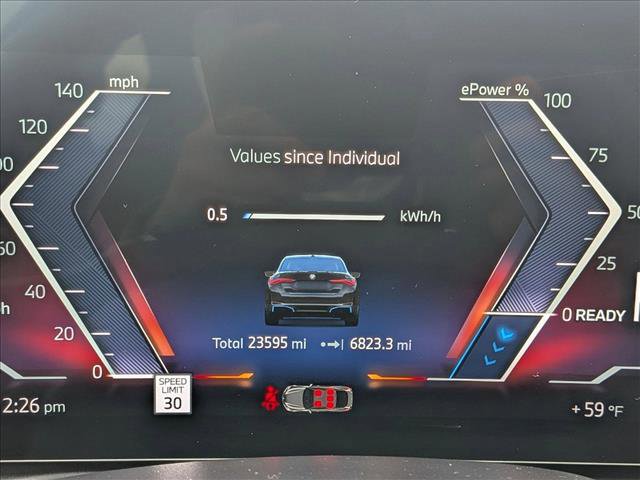 140 mph
ePower % 100
120
Values since Individual
75
0.5 kWh/h
50
40
25
Total 23595 mi 6823.3 mi
20
0 READY
0
SPEED
LIMIT
30
2:26 pm
+59 °F